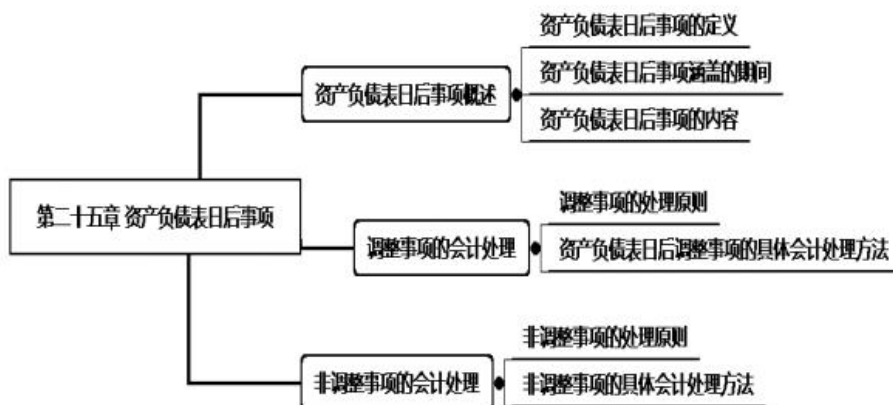 资产负债表日后事项的定义
资产负债表日后事项概述
资产负债表日后事项涵盖的期间
资产负债表日后事项的内容
第二十五章 资产负债表日后事项
调整事项的处理原则
调整事项的会计处理
资产负债表日后调整事项的具体会计处理方法
非调整事项的处理原则
非调整事项的会计处理
非调整事项的具体会计处理方法